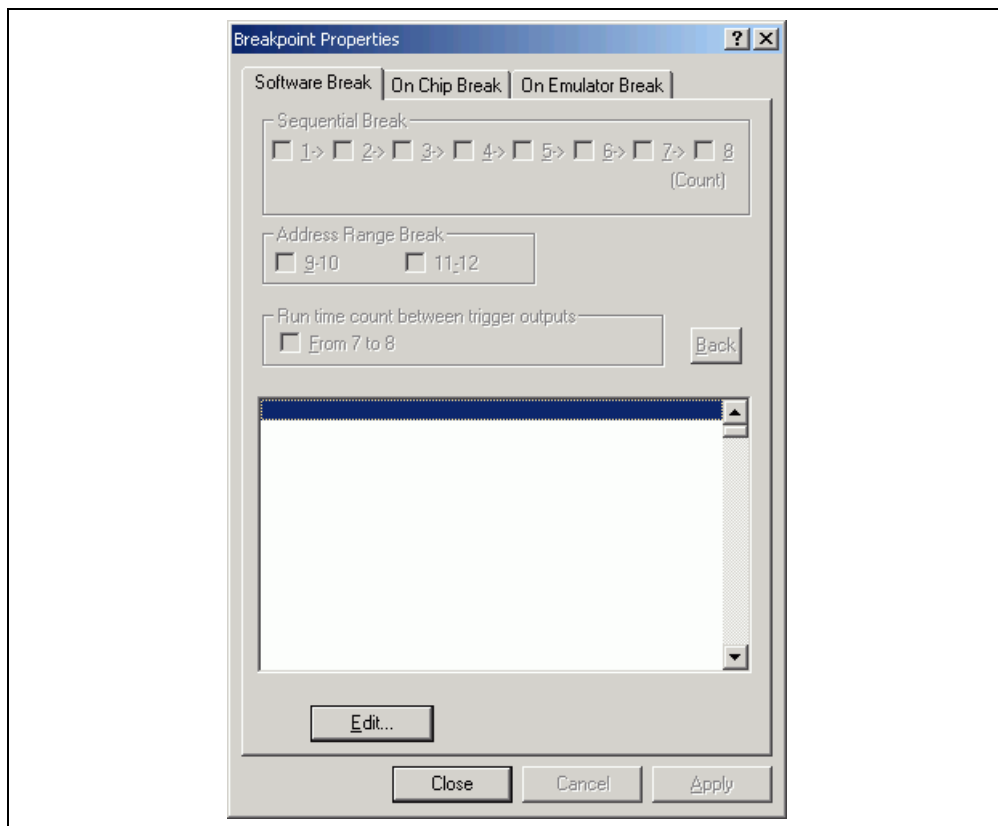 Breakpoint Properties
Software Break On Chip Break On Emulator Break
Sequential Break
1-> 2-> 3-> 4-> 5-> 6-> 7-> 8
(Count)
Address Range Break
9-10 11-12
Run time count between trigger outputs
From 7 to 8
Back
Edit...
Close Cancel Apply